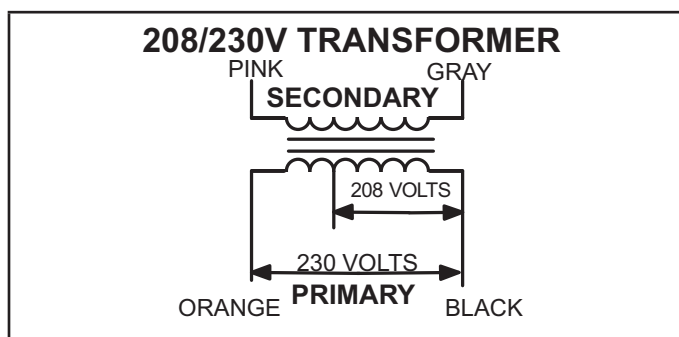 208/230V TRANSFORMER
PINK GRAY
SECONDARY
208 VOLTS
230 VOLTS
PRIMARY
ORANGE BLACK